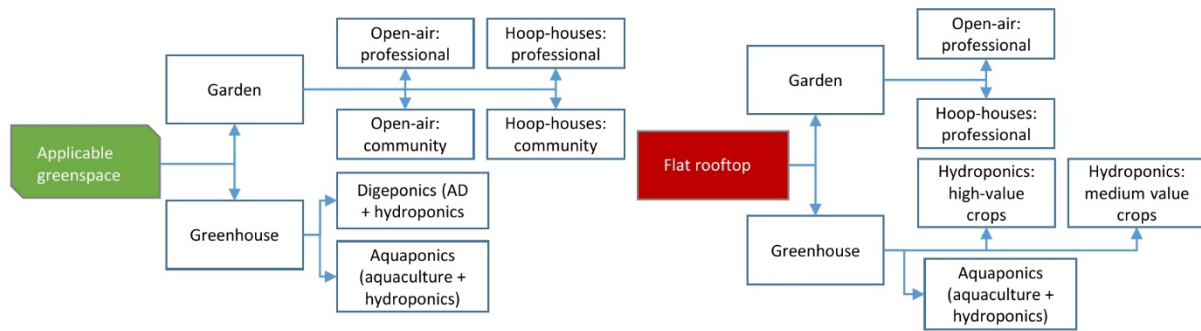 Applicable
greenspace
Garden
Open-air:
professional
Hoop-houses:
professional
Open-air:
community
Hoop-houses:
community
Greenhouse
Digeponics (AD
+ hydroponics
Aquaponics
(aquaculture +
hydroponics)
Flat rooftop
Garden
Open-air:
professional
Hoop-houses:
professional
Greenhouse
Hydroponics:
high-value
crops
Hydroponics:
medium value
crops
Aquaponics
(aquaculture +
hydroponics)